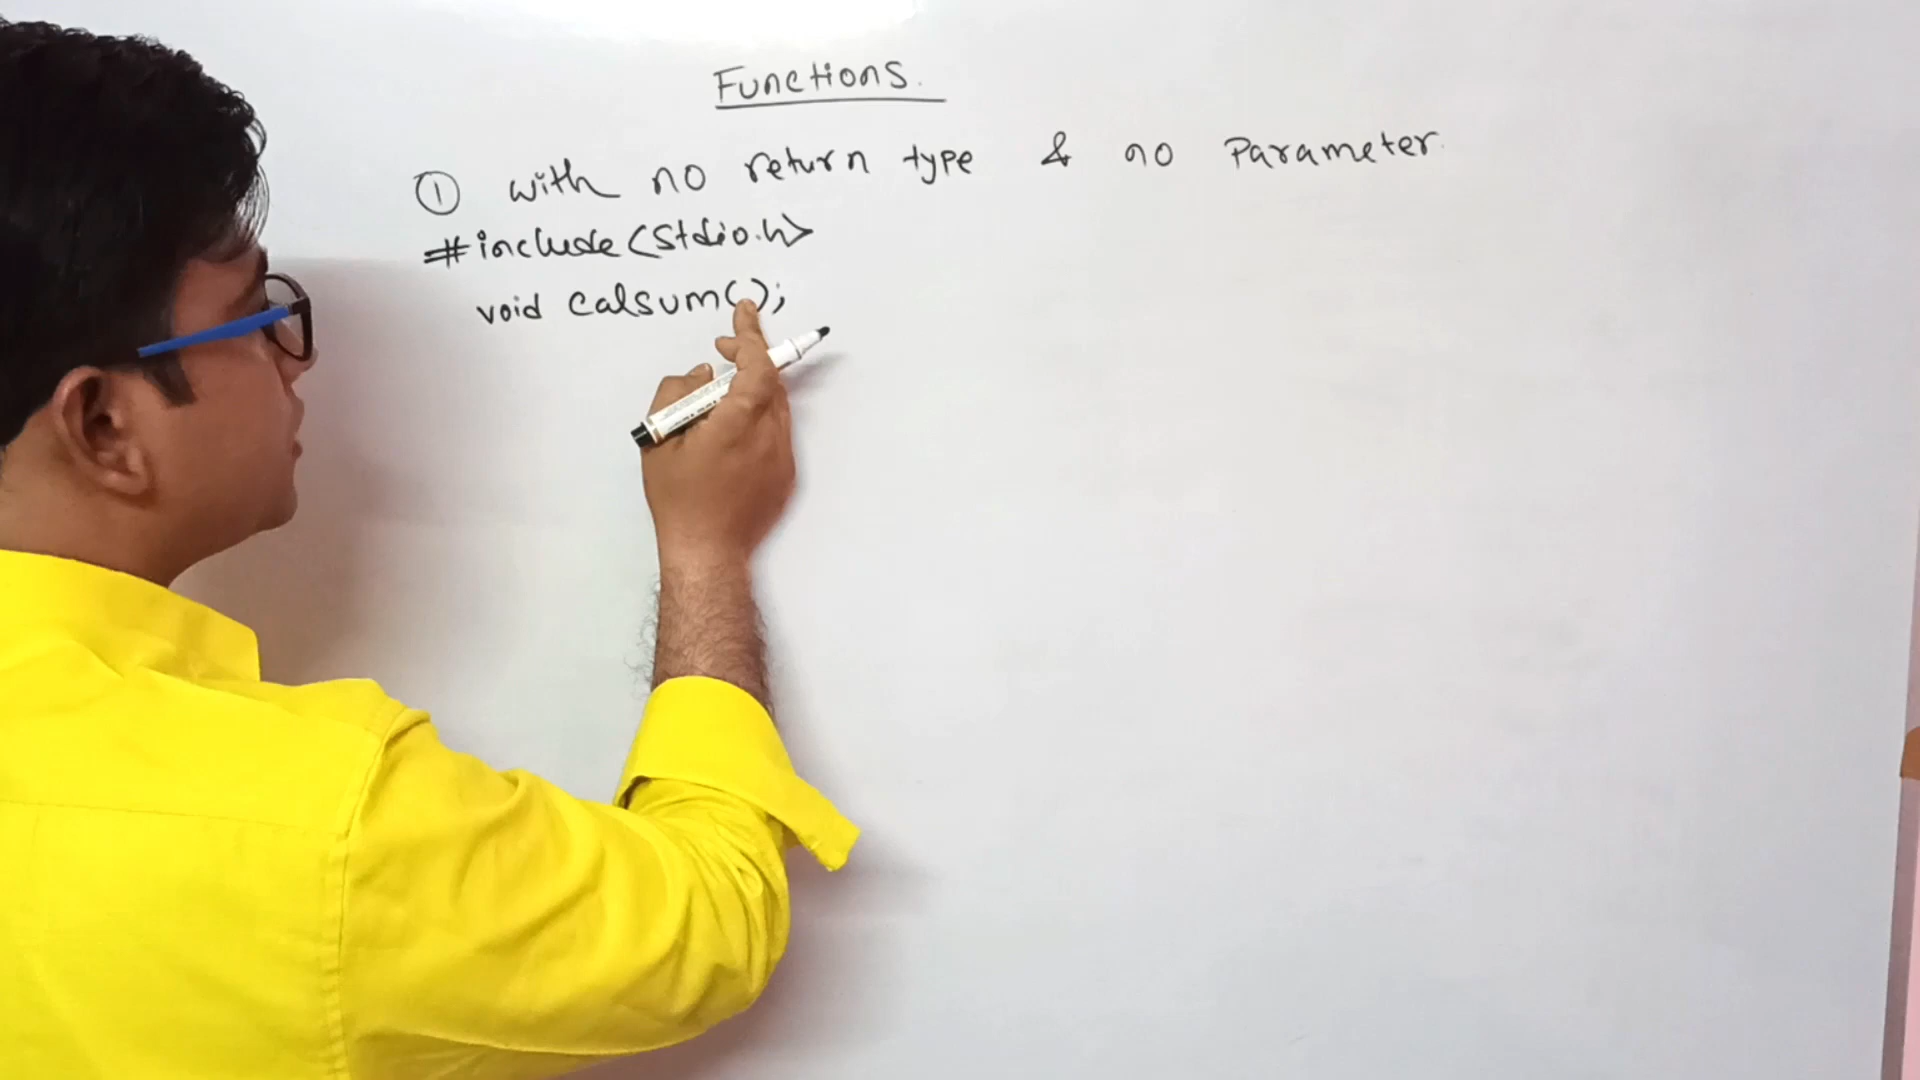 Functions.
① with no return type & no Parameter.
#include<stdio.h>
void calsum();